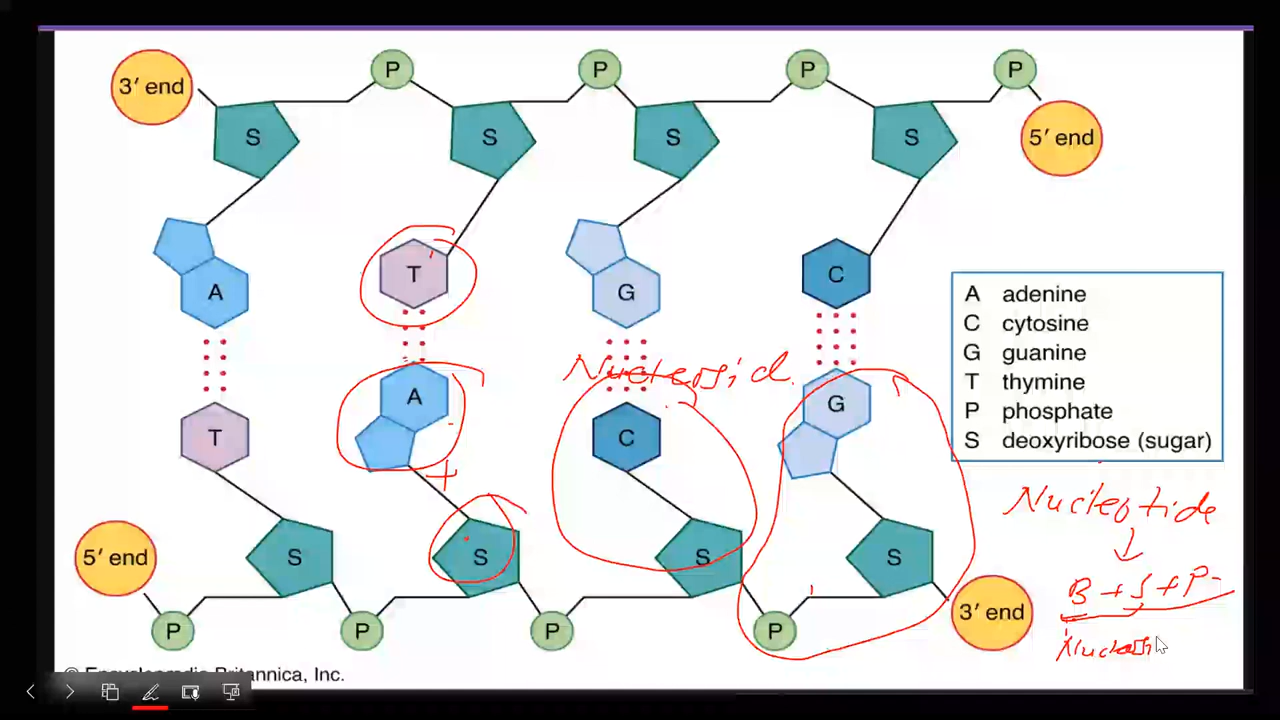 3′ end P P P P
S S S S 5′ end
A T G C
A adenine
C cytosine
G guanine
T thymine
P phosphate
S deoxyribose (sugar)
Nucleosid.
T A C G
Nucleotide
B + S + P
5′ end S S S S 3′ end
P P P P
© Encyclopædia Britannica, Inc.